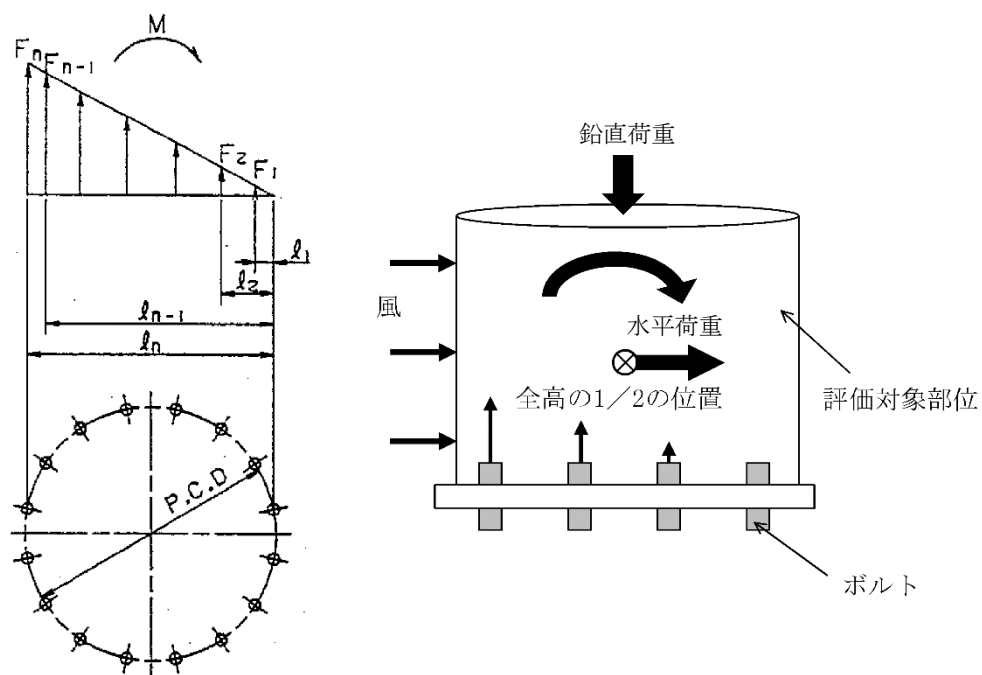 M
Fn
Fn-1
F2
F1
ℓ1
ℓ2
ℓn-1
ℓn
P.C.D
鉛直荷重
風
水平荷重
全高の1／2の位置
評価対象部位
ボルト